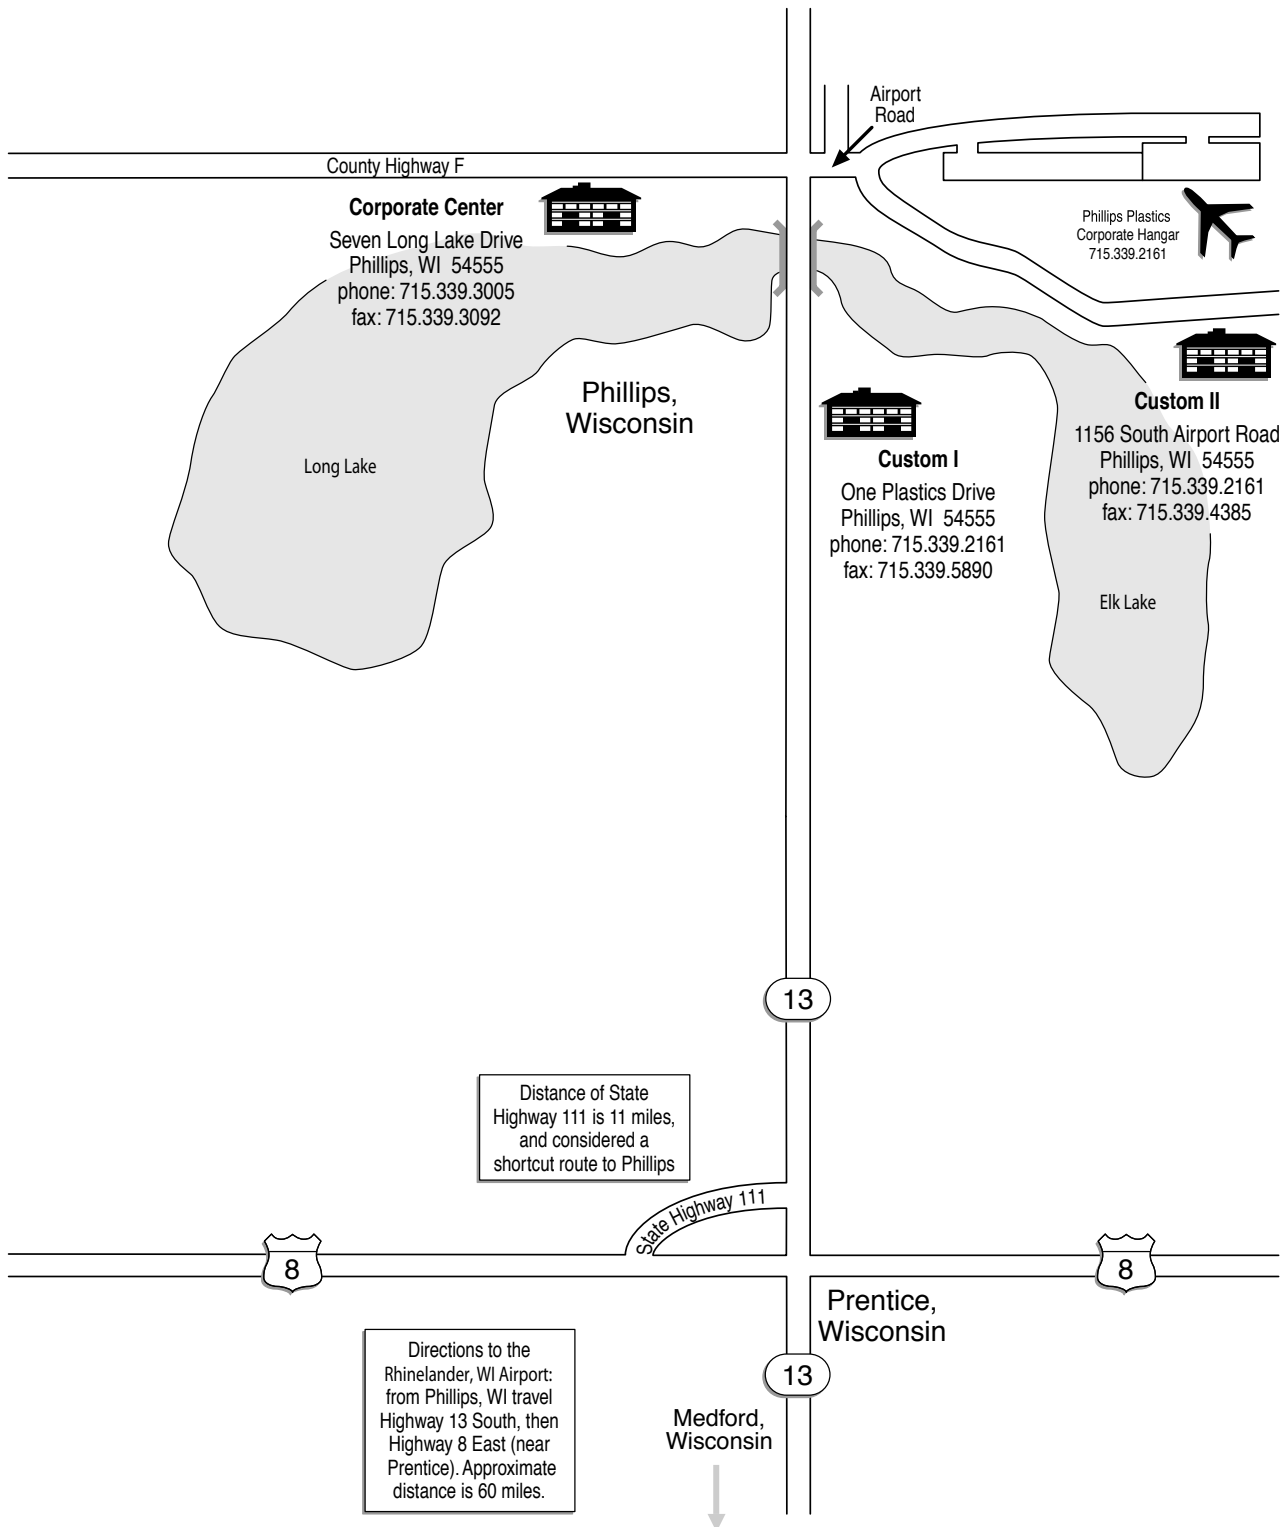 Airport
Road
County Highway F
Corporate Center
Seven Long Lake Drive
Phillips, WI 54555
phone: 715.339.3005
fax: 715.339.3092
Phillips Plastics
Corporate Hangar
715.339.2161
Phillips,
Wisconsin
Long Lake
Custom I
One Plastics Drive
Phillips, WI 54555
phone: 715.339.2161
fax: 715.339.5890
Custom II
1156 South Airport Road
Phillips, WI 54555
phone: 715.339.2161
fax: 715.339.4385
Elk Lake
13
Distance of State
Highway 111 is 11 miles,
and considered a
shortcut route to Phillips
State Highway 111
8
8
Prentice,
Wisconsin
Directions to the
Rhinelander, WI Airport:
from Phillips, WI travel
Highway 13 South, then
Highway 8 East (near
Prentice). Approximate
distance is 60 miles.
13
Medford,
Wisconsin